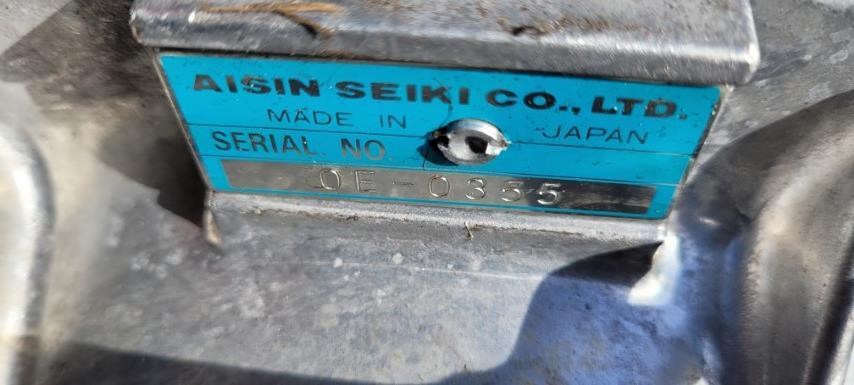 AISIN SEIKI CO., LTD.
MADE IN JAPAN
SERIAL NO.
0E-0355